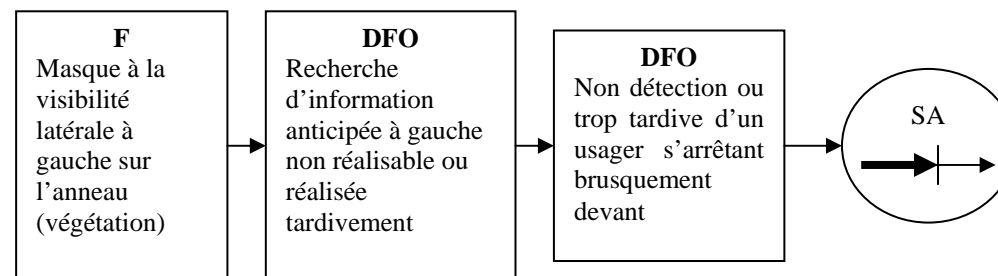 F
Masque à la
visibilité
latérale à
gauche sur
l’anneau
(végétation)
DFO
Recherche
d’information
anticipée à gauche
non réalisable ou
réalisée
tardivement
DFO
Non détection ou
trop tardive d’un
usager s’arrêtant
brusquement
devant
SA